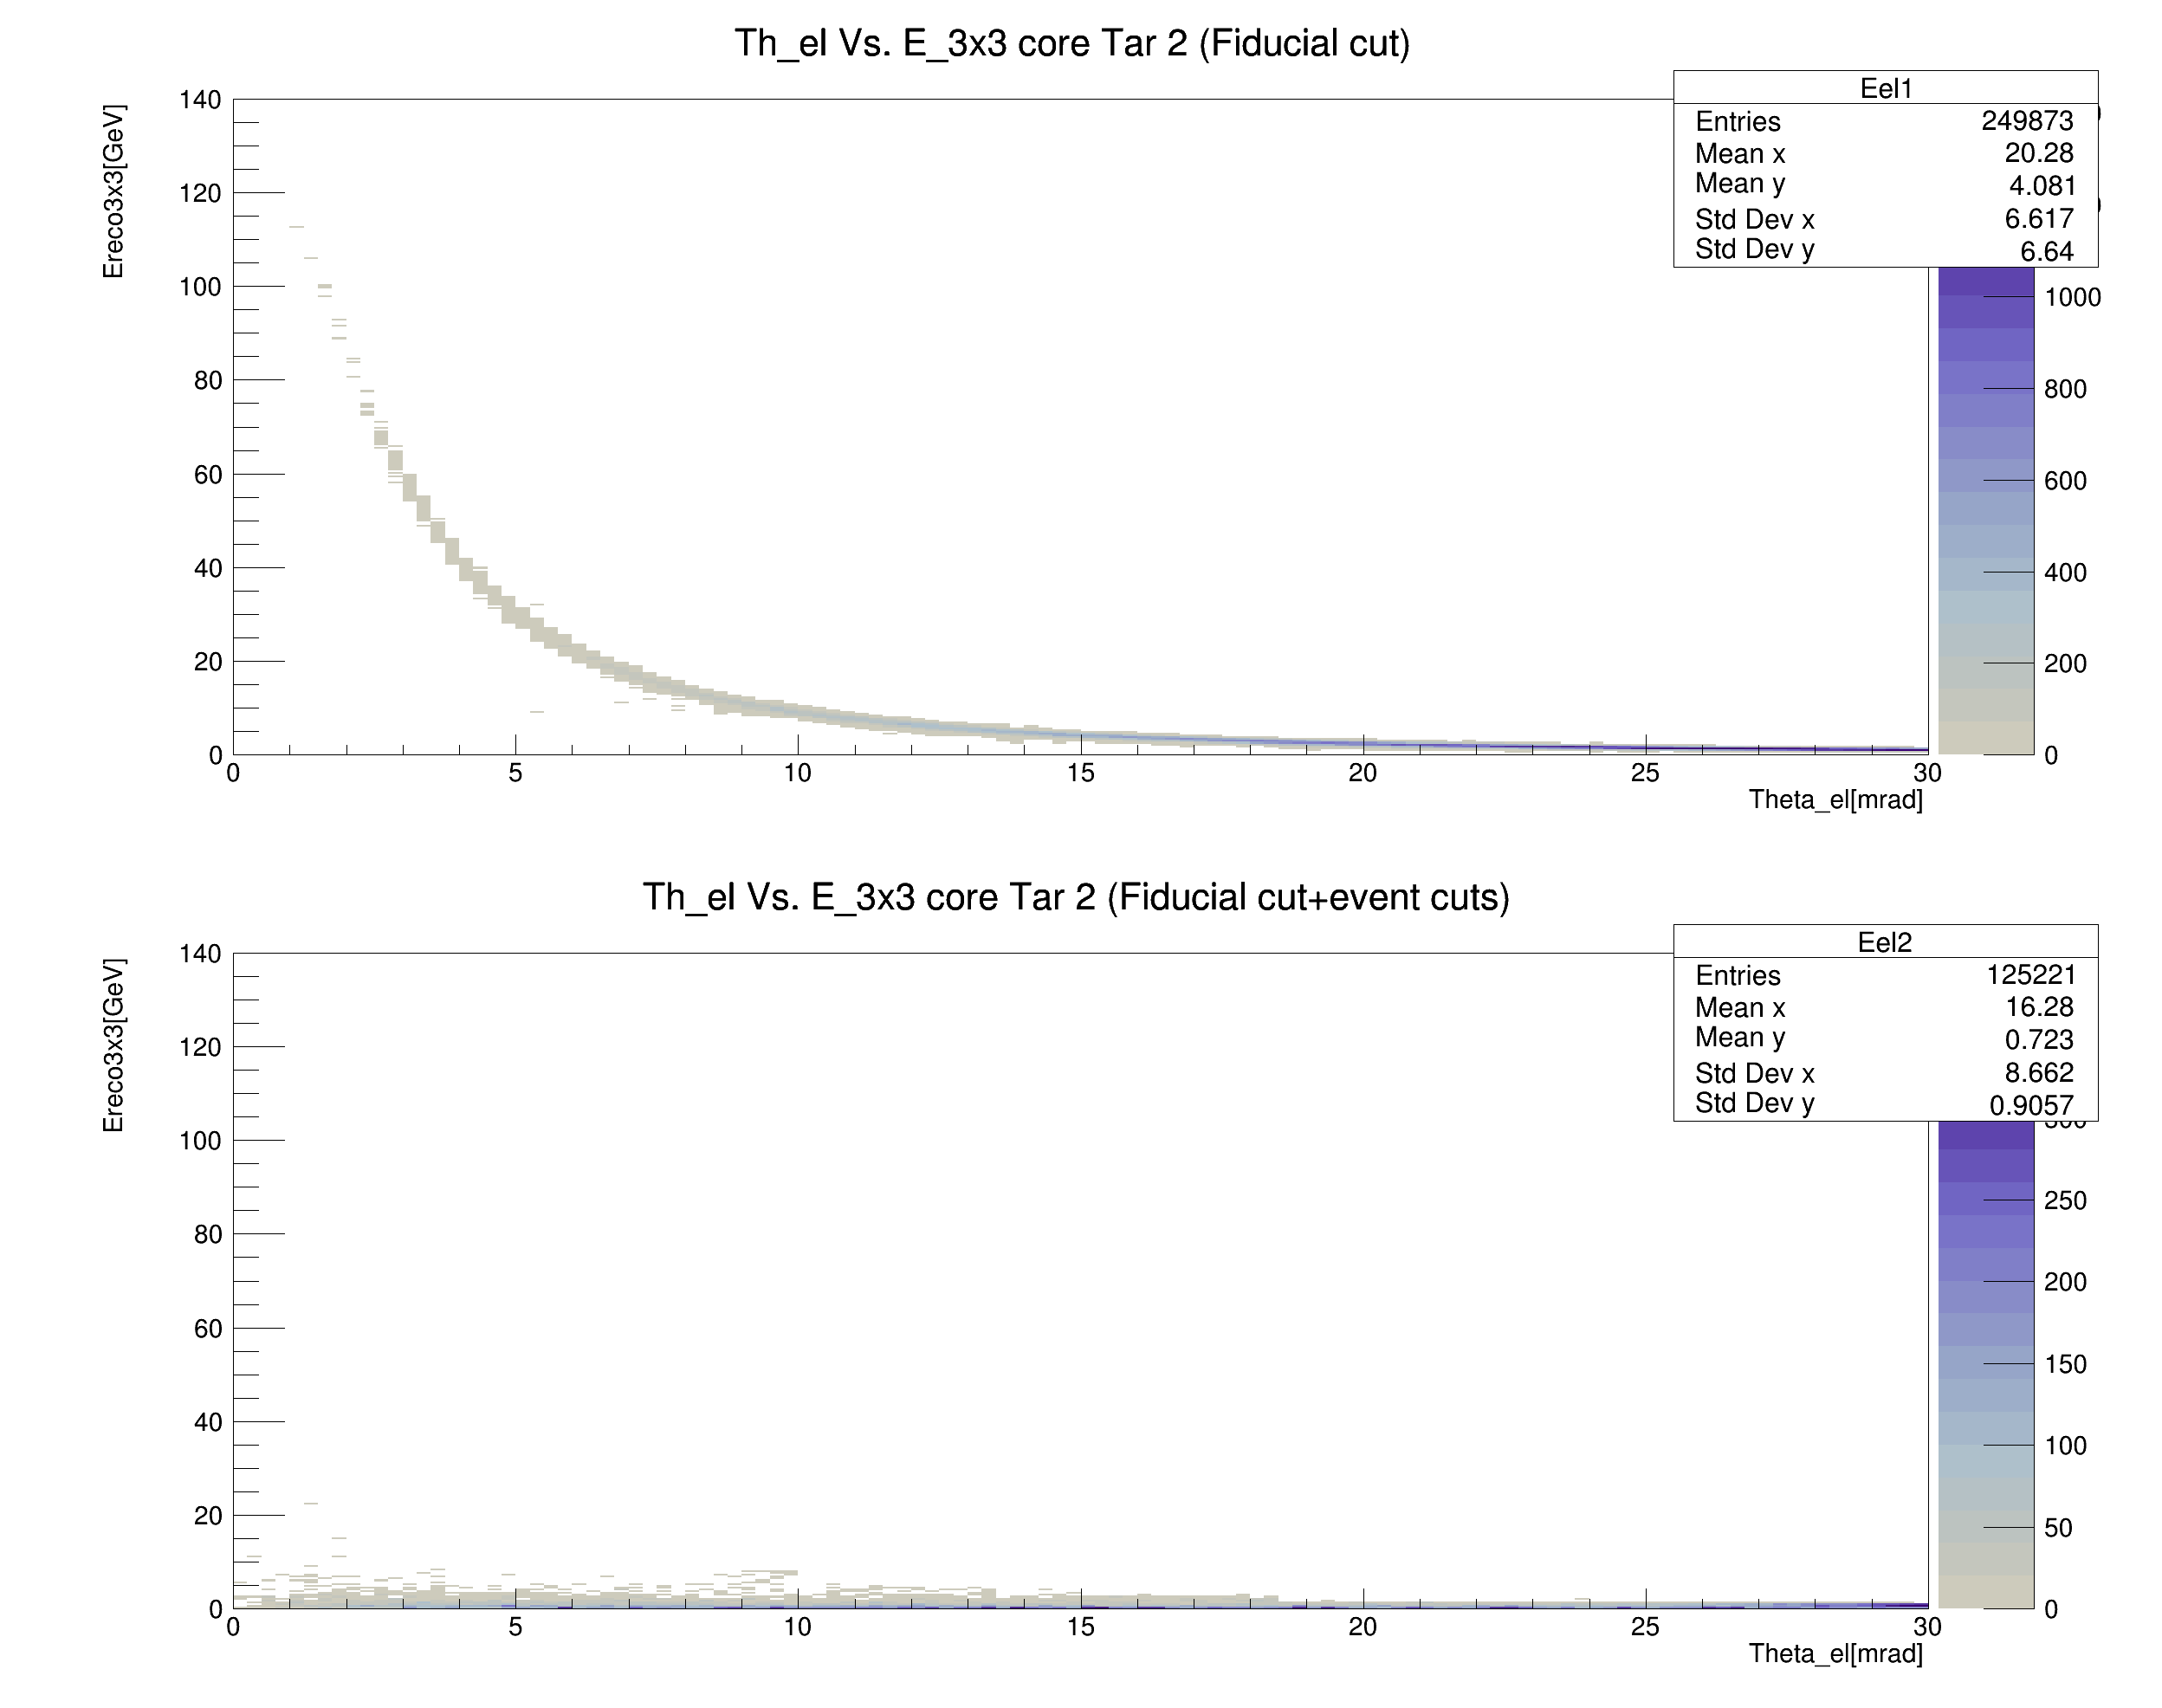 Th_el Vs. E_3x3 core Tar 2 (Fiducial cut)
Eel1
Entries 249873
Mean x 20.28
Mean y 4.081
Std Dev x 6.617
Std Dev y 6.64
Ereco3x3[GeV]
140
120
100
80
60
40
20
0
0 5 10 15 20 25 30
Theta_el[mrad]
1000
800
600
400
200
0
Th_el Vs. E_3x3 core Tar 2 (Fiducial cut+event cuts)
Eel2
Entries 125221
Mean x 16.28
Mean y 0.723
Std Dev x 8.662
Std Dev y 0.9057
Ereco3x3[GeV]
140
120
100
80
60
40
20
0
0 5 10 15 20 25 30
Theta_el[mrad]
250
200
150
100
50
0